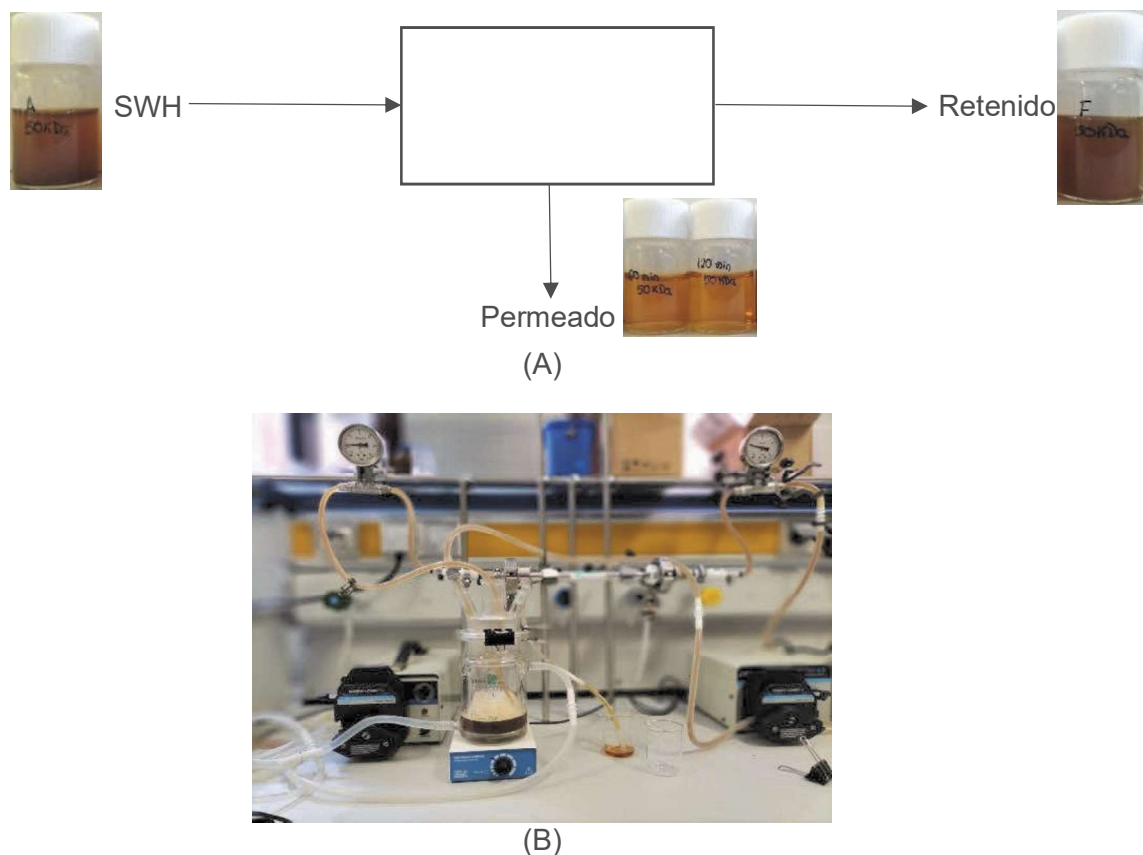 A
50KDa
SWH
Retenido
F
50KDa
60 min
50KDa
120 min
50KDa
Permeado
(A)
(B)